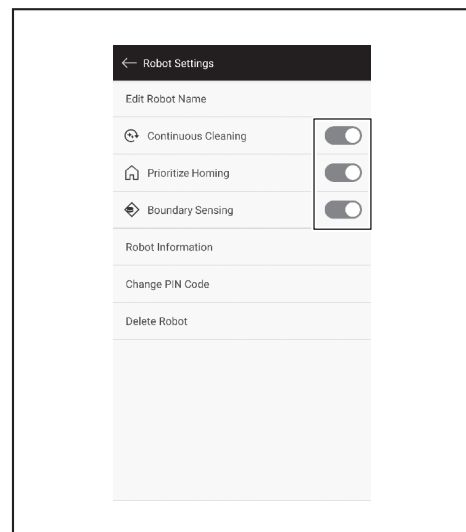 Robot Settings
Edit Robot Name
Continuous Cleaning
Prioritize Homing
Boundary Sensing
Robot Information
Change PIN Code
Delete Robot